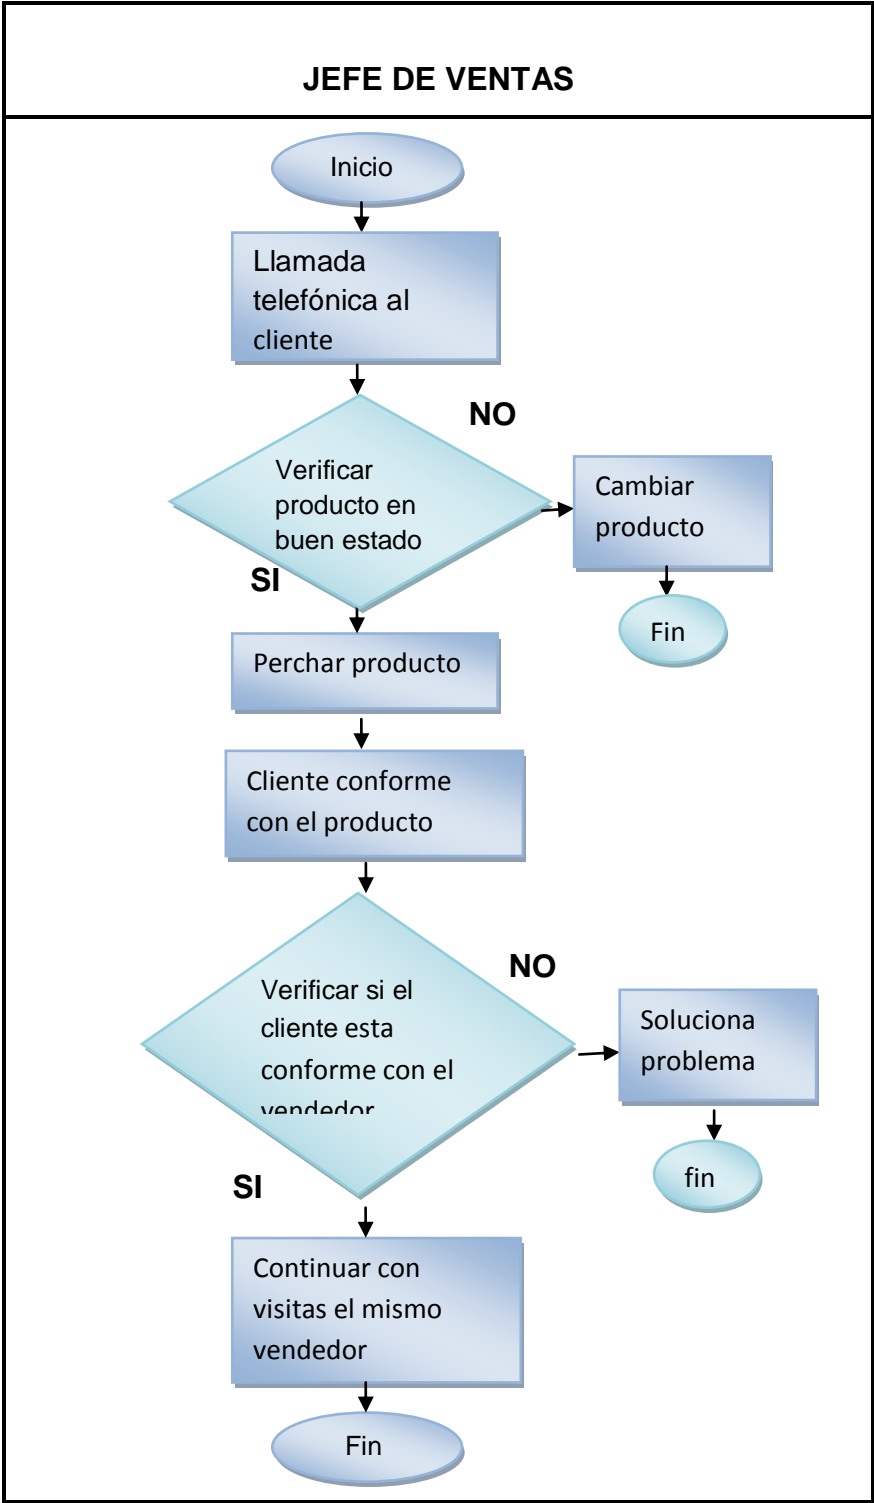 JEFE DE VENTAS
Inicio
Llamada
telefónica al
cliente
NO
Verificar
producto en
buen estado
SI
Cambiar
producto
Fin
Perchar producto
Cliente conforme
con el producto
NO
Verificar si el
cliente esta
conforme con el
vendedor
SI
Soluciona
problema
fin
Continuar con
visitas el mismo
vendedor
Fin